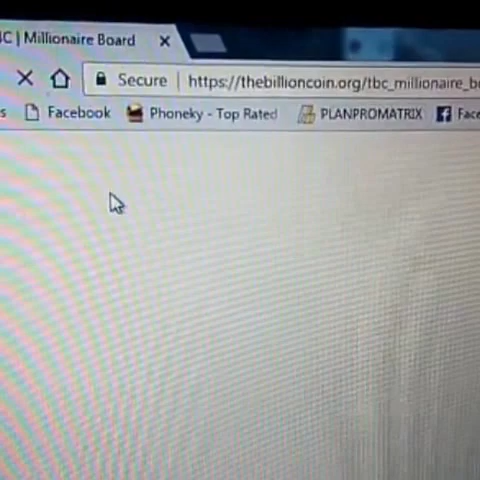 C | Millionaire Board
Secure | https://thebillioncoin.org/tbc_millionaire_b
s Facebook Phoneky - Top Rated PLANPROMATRIX Face